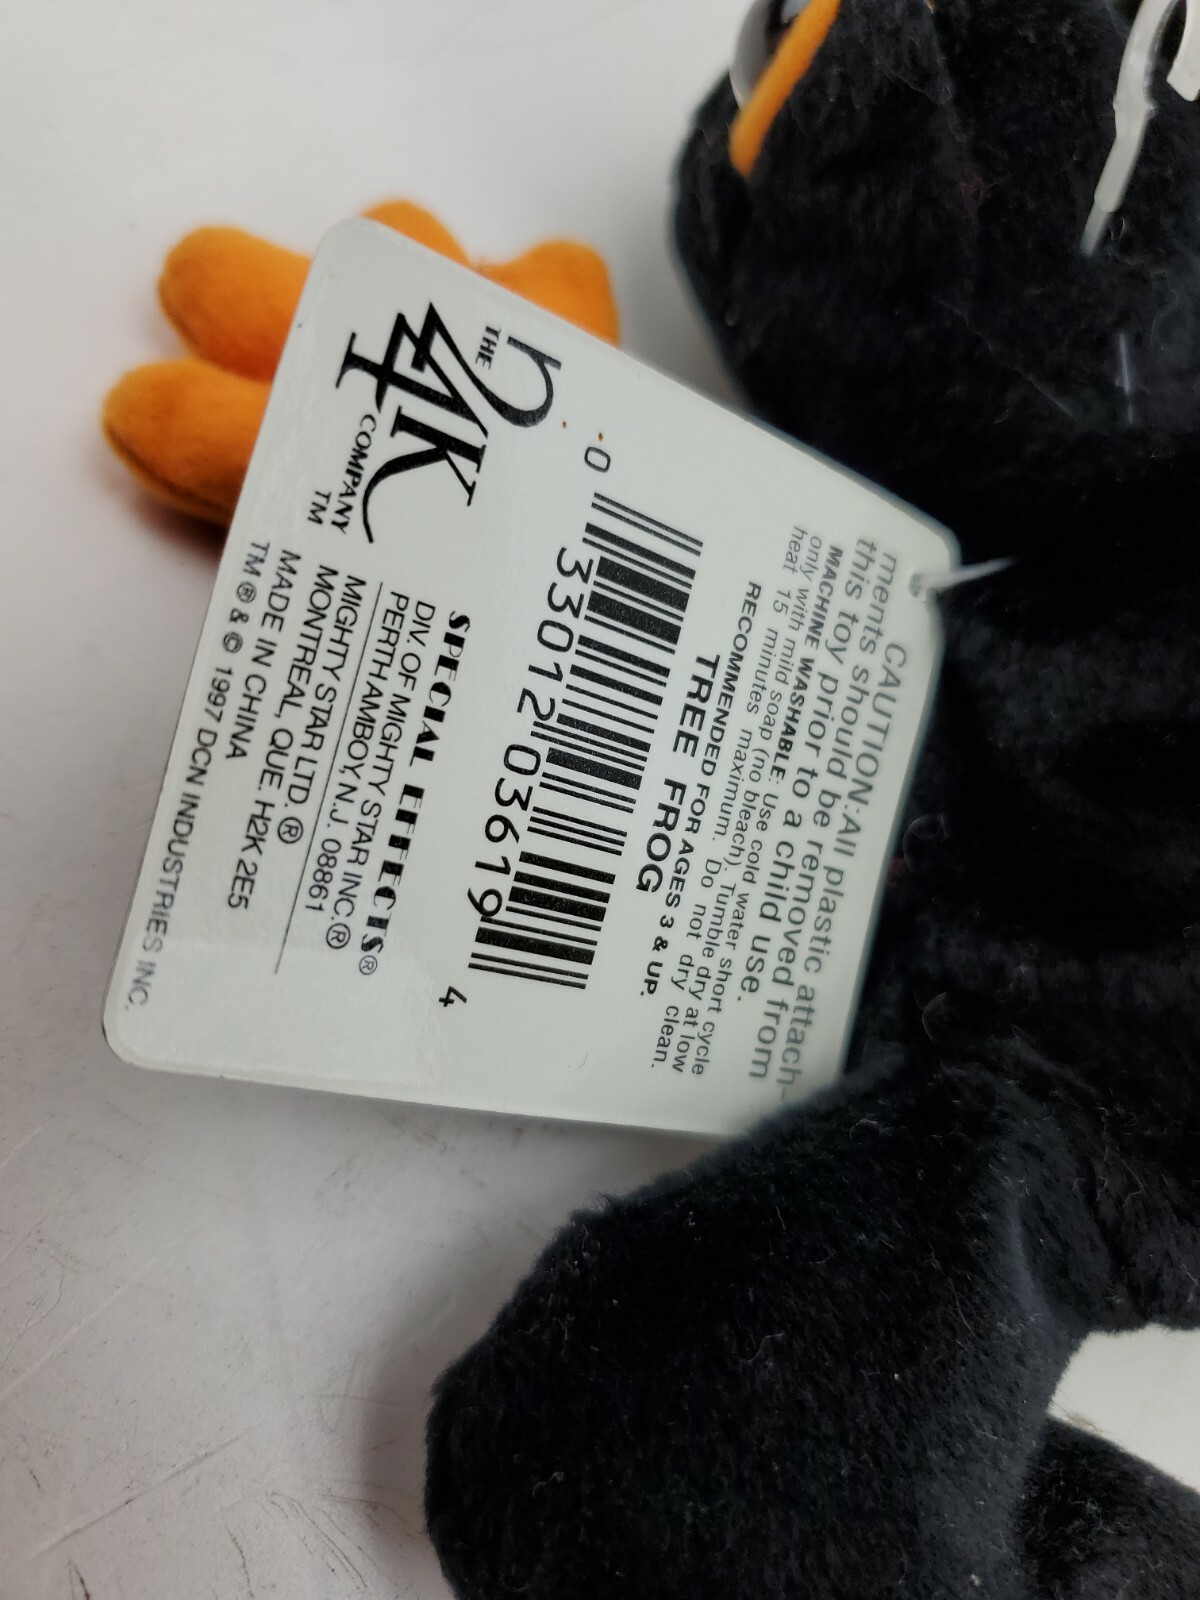 CAUTION: All plastic attach-
ments should be removed from
this toy prior to a child use.
MACHINE WASHABLE: Use cold water short cycle
only with mild soap (no bleach). Tumble dry at low
heat 15 minutes maximum. Do not dry clean.
RECOMMENDED FOR AGES 3 & UP.
TREE FROG
0 33012 03619 4
THE
24K
COMPANY
TM
SPECIAL EFFECTS®
DIV. OF MIGHTY STAR INC.®
PERTH AMBOY, N.J. 08861
MIGHTY STAR LTD.®
MONTREAL, QUE. H2K 2E5
MADE IN CHINA
TM ® & © 1997 DCN INDUSTRIES INC.